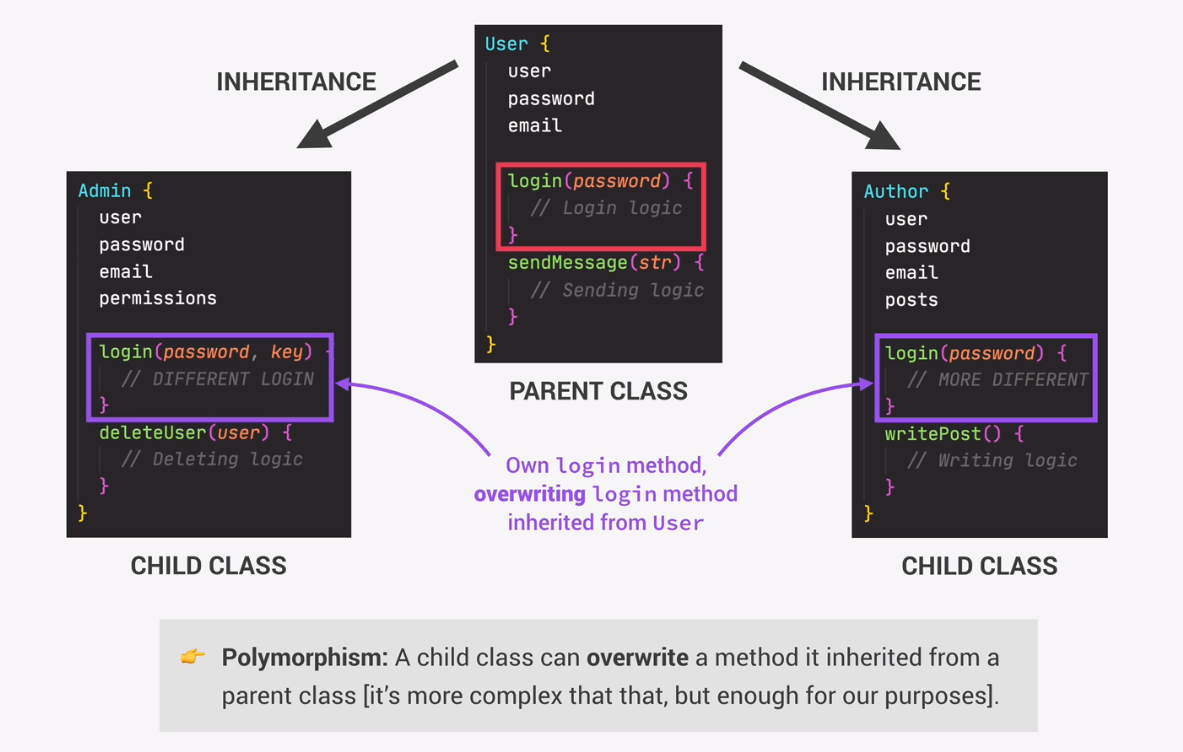 INHERITANCE
User {
user
password
email
login(password) {
// Login logic
}
sendMessage(str) {
// Sending logic
}
}
PARENT CLASS
INHERITANCE
Admin {
user
password
email
permissions
login(password, key) {
// DIFFERENT LOGIN
}
deleteUser(user) {
// Deleting logic
}
}
CHILD CLASS
Own login method,
overwriting login method
inherited from User
Author {
user
password
email
posts
login(password) {
// MORE DIFFERENT
}
writePost() {
// Writing logic
}
}
CHILD CLASS
👉 Polymorphism: A child class can overwrite a method it inherited from a
parent class [it’s more complex that that, but enough for our purposes].